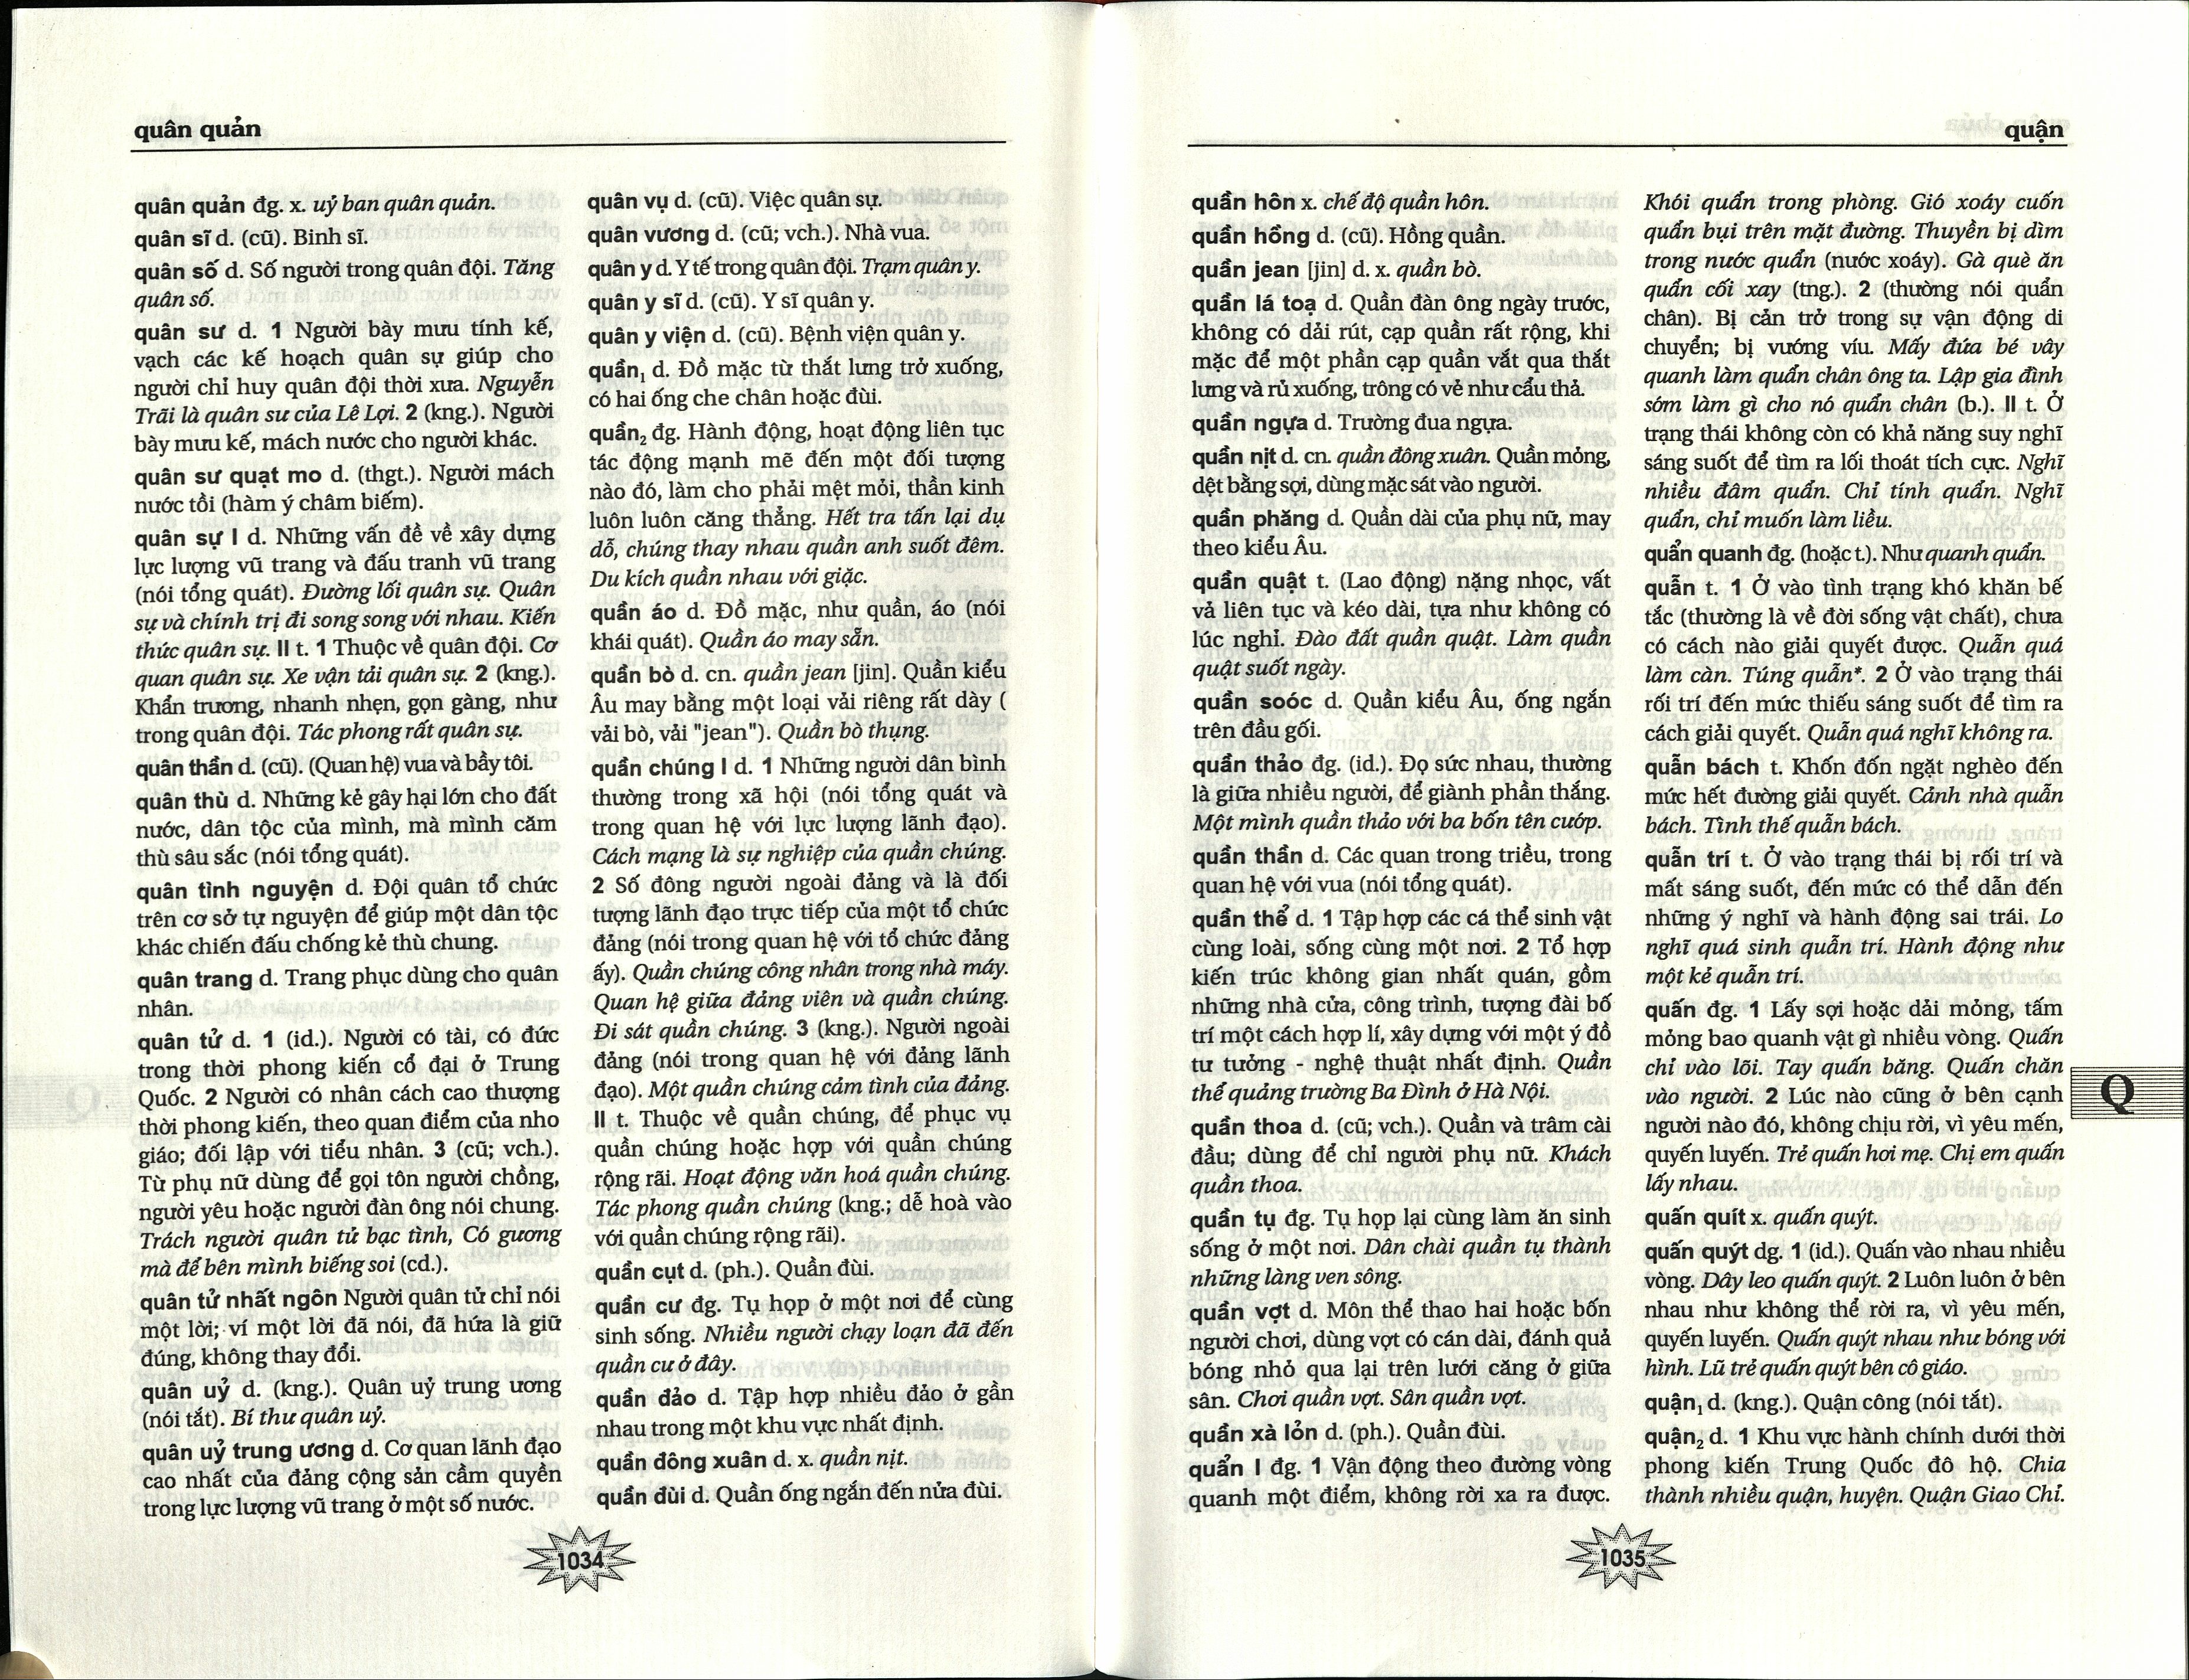 quân quản
quân quản đg. x. uỷ ban quân quản.
quân sĩ d. (cũ). Binh sĩ.
quân số d. Số người trong quân đội. Tăng
quân số.
quân sư d. 1 Người bày mưu tính kế,
vạch các kế hoạch quân sự giúp cho
người chỉ huy quân đội thời xưa. Nguyễn
Trãi là quân sư của Lê Lợi. 2 (kng.). Người
bày mưu kế, mách nước cho người khác.
quân sư quạt mo d. (thgt.). Người mách
nước tồi (hàm ý châm biếm).
quân sự I d. Những vấn đề về xây dựng
lực lượng vũ trang và đấu tranh vũ trang
(nói tổng quát). Đường lối quân sự. Quân
sự và chính trị đi song song với nhau. Kiến
thức quân sự. II t. 1 Thuộc về quân đội. Cơ
quan quân sự. Xe vận tải quân sự. 2 (kng.).
Khẩn trương, nhanh nhẹn, gọn gàng, như
trong quân đội. Tác phong rất quân sự.
quân thần d. (cũ). (Quan hệ) vua và bầy tôi.
quân thù d. Những kẻ gây hại lớn cho đất
nước, dân tộc của mình, mà mình căm
thù sâu sắc (nói tổng quát).
quân tình nguyện d. Đội quân tổ chức
trên cơ sở tự nguyện để giúp một dân tộc
khác chiến đấu chống kẻ thù chung.
quân trang d. Trang phục dùng cho quân
nhân.
quân tử d. 1 (id.). Người có tài, có đức
trong thời phong kiến cổ đại ở Trung
Quốc. 2 Người có nhân cách cao thượng
thời phong kiến, theo quan điểm của nho
giáo; đối lập với tiểu nhân. 3 (cũ; vch.).
Từ phụ nữ dùng để gọi tôn người chồng,
người yêu hoặc người đàn ông nói chung.
Trách người quân tử bạc tình, Có gương
mà để bên mình biếng soi (cd.).
quân tử nhất ngôn Người quân tử chỉ nói
một lời; ví một lời đã nói, đã hứa là giữ
đúng, không thay đổi.
quân uỷ d. (kng.). Quân uỷ trung ương
(nói tắt). Bí thư quân uỷ.
quân uỷ trung ương d. Cơ quan lãnh đạo
cao nhất của đảng cộng sản cầm quyền
trong lực lượng vũ trang ở một số nước.
quân vụ d. (cũ). Việc quân sự.
quân vương d. (cũ; vch.). Nhà vua.
quân y d. Y tế trong quân đội. Trạm quân y.
quân y sĩ d. (cũ). Y sĩ quân y.
quân y viện d. (cũ). Bệnh viện quân y.
quần₁ d. Đồ mặc từ thắt lưng trở xuống,
có hai ống che chân hoặc đùi.
quần₂ đg. Hành động, hoạt động liên tục
tác động mạnh mẽ đến một đối tượng
nào đó, làm cho phải mệt mỏi, thần kinh
luôn luôn căng thẳng. Hết tra tấn lại dụ
dỗ, chúng thay nhau quần anh suốt đêm.
Du kích quần nhau với giặc.
quần áo d. Đồ mặc, như quần, áo (nói
khái quát). Quần áo may sẵn.
quần bò d. cn. quần jean [jin]. Quần kiểu
Âu may bằng một loại vải riêng rất dày (
vải bò, vải "jean"). Quần bò thụng.
quần chúng I d. 1 Những người dân bình
thường trong xã hội (nói tổng quát và
trong quan hệ với lực lượng lãnh đạo).
Cách mạng là sự nghiệp của quần chúng.
2 Số đông người ngoài đảng và là đối
tượng lãnh đạo trực tiếp của một tổ chức
đảng (nói trong quan hệ với tổ chức đảng
ấy). Quần chúng công nhân trong nhà máy.
Quan hệ giữa đảng viên và quần chúng.
Đi sát quần chúng. 3 (kng.). Người ngoài
đảng (nói trong quan hệ với đảng lãnh
đạo). Một quần chúng cảm tình của đảng.
II t. Thuộc về quần chúng, để phục vụ
quần chúng hoặc hợp với quần chúng
rộng rãi. Hoạt động văn hoá quần chúng.
Tác phong quần chúng (kng.; dễ hoà vào
với quần chúng rộng rãi).
quần cụt d. (ph.). Quần đùi.
quần cư đg. Tụ họp ở một nơi để cùng
sinh sống. Nhiều người chạy loạn đã đến
quần cư ở đây.
quần đảo d. Tập hợp nhiều đảo ở gần
nhau trong một khu vực nhất định.
quần đông xuân d. x. quần nịt.
quần đùi d. Quần ống ngắn đến nửa đùi.
1034
quận
quần hôn x. chế độ quần hôn.
quần hồng d. (cũ). Hồng quần.
quần jean [jin] d. x. quần bò.
quần lá toạ d. Quần đàn ông ngày trước,
không có dải rút, cạp quần rất rộng, khi
mặc để một phần cạp quần vắt qua thắt
lưng và rủ xuống, trông có vẻ như cẩu thả.
quần ngựa d. Trường đua ngựa.
quần nịt d. cn. quần đông xuân. Quần mỏng,
dệt bằng sợi, dùng mặc sát vào người.
quần phăng d. Quần dài của phụ nữ, may
theo kiểu Âu.
quần quật t. (Lao động) nặng nhọc, vất
vả liên tục và kéo dài, tựa như không có
lúc nghỉ. Đào đất quần quật. Làm quần
quật suốt ngày.
quần soóc d. Quần kiểu Âu, ống ngắn
trên đầu gối.
quần thảo đg. (id.). Đọ sức nhau, thường
là giữa nhiều người, để giành phần thắng.
Một mình quần thảo với ba bốn tên cướp.
quần thần d. Các quan trong triều, trong
quan hệ với vua (nói tổng quát).
quần thể d. 1 Tập hợp các cá thể sinh vật
cùng loài, sống cùng một nơi. 2 Tổ hợp
kiến trúc không gian nhất quán, gồm
những nhà cửa, công trình, tượng đài bố
trí một cách hợp lí, xây dựng với một ý đồ
tư tưởng - nghệ thuật nhất định. Quần
thể quảng trường Ba Đình ở Hà Nội.
quần thoa d. (cũ; vch.). Quần và trâm cài
đầu; dùng để chỉ người phụ nữ. Khách
quần thoa.
quần tụ đg. Tụ họp lại cùng làm ăn sinh
sống ở một nơi. Dân chài quần tụ thành
những làng ven sông.
quần vợt d. Môn thể thao hai hoặc bốn
người chơi, dùng vợt có cán dài, đánh quả
bóng nhỏ qua lại trên lưới căng ở giữa
sân. Chơi quần vợt. Sân quần vợt.
quần xà lỏn d. (ph.). Quần đùi.
quẩn I đg. 1 Vận động theo đường vòng
quanh một điểm, không rời xa ra được.
Khói quẩn trong phòng. Gió xoáy cuốn
quẩn bụi trên mặt đường. Thuyền bị dìm
trong nước quẩn (nước xoáy). Gà què ăn
quẩn cối xay (tng.). 2 (thường nói quẩn
chân). Bị cản trở trong sự vận động di
chuyển; bị vướng víu. Mấy đứa bé vây
quanh làm quẩn chân ông ta. Lập gia đình
sớm làm gì cho nó quẩn chân (b.). II t. Ở
trạng thái không còn có khả năng suy nghĩ
sáng suốt để tìm ra lối thoát tích cực. Nghĩ
nhiều đâm quẩn. Chỉ tính quẩn. Nghĩ
quẩn, chỉ muốn làm liều.
quẩn quanh đg. (hoặc t.). Như quanh quẩn.
quẫn t. 1 Ở vào tình trạng khó khăn bế
tắc (thường là về đời sống vật chất), chưa
có cách nào giải quyết được. Quẫn quá
làm càn. Túng quẫn*. 2 Ở vào trạng thái
rối trí đến mức thiếu sáng suốt để tìm ra
cách giải quyết. Quẫn quá nghĩ không ra.
quẫn bách t. Khốn đốn ngặt nghèo đến
mức hết đường giải quyết. Cảnh nhà quẫn
bách. Tình thế quẫn bách.
quẫn trí t. Ở vào trạng thái bị rối trí và
mất sáng suốt, đến mức có thể dẫn đến
những ý nghĩ và hành động sai trái. Lo
nghĩ quá sinh quẫn trí. Hành động như
một kẻ quẫn trí.
quấn đg. 1 Lấy sợi hoặc dải mỏng, tấm
mỏng bao quanh vật gì nhiều vòng. Quấn
chỉ vào lõi. Tay quấn băng. Quấn chăn
vào người. 2 Lúc nào cũng ở bên cạnh
người nào đó, không chịu rời, vì yêu mến,
quyến luyến. Trẻ quấn hơi mẹ. Chị em quấn
lấy nhau.
quấn quít x. quấn quýt.
quấn quýt đg. 1 (id.). Quấn vào nhau nhiều
vòng. Dây leo quấn quýt. 2 Luôn luôn ở bên
nhau như không thể rời ra, vì yêu mến,
quyến luyến. Quấn quýt nhau như bóng với
hình. Lũ trẻ quấn quýt bên cô giáo.
quận₁ d. (kng.). Quận công (nói tắt).
quận₂ d. 1 Khu vực hành chính dưới thời
phong kiến Trung Quốc đô hộ. Chia
thành nhiều quận, huyện. Quận Giao Chỉ.
Q
1035